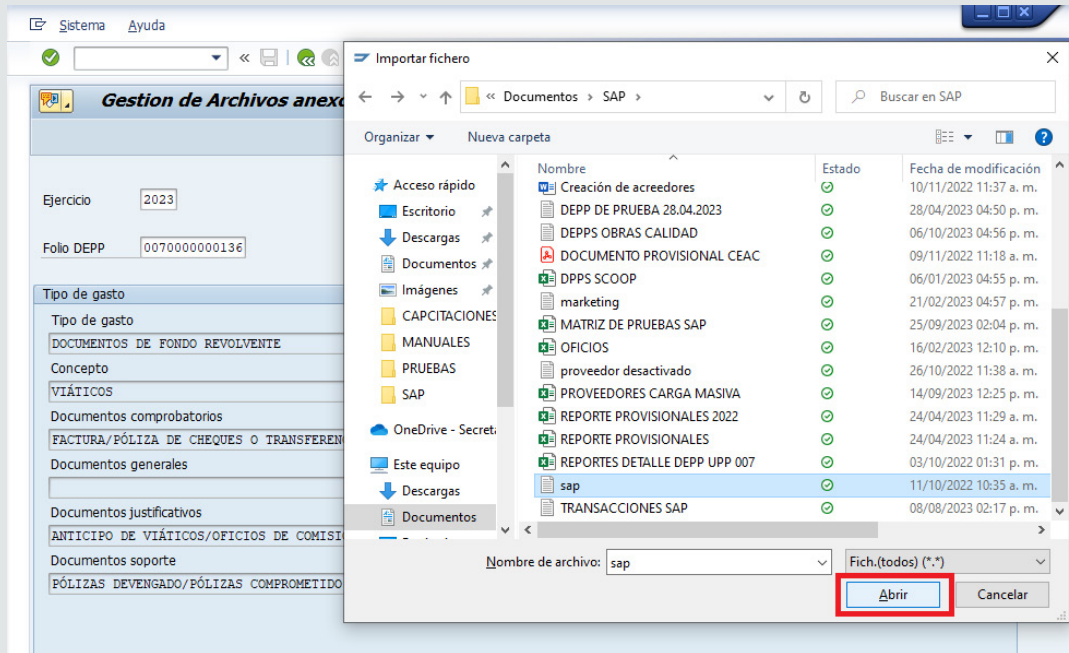 Sistema Ayuda
Importar fichero
Gestion de Archivos anex
« Documentos › SAP ›
Buscar en SAP
Organizar
Nueva carpeta
Ejercicio 2023
Folio DEPP 0070000000136
Tipo de gasto
Tipo de gasto
DOCUMENTOS DE FONDO REVOLVENTE
Concepto
VIÁTICOS
Documentos comprobatorios
FACTURA/PÓLIZA DE CHEQUES O TRANSFEREN
Documentos generales
Documentos justificativos
ANTICIPO DE VIÁTICOS/OFICIOS DE COMISI
Documentos soporte
PÓLIZAS DEVENGADO/PÓLIZAS COMPROMETIDO
Acceso rápido
Escritorio
Descargas
Documentos
Imágenes
CAPCITACIONES
MANUALES
PRUEBAS
SAP
OneDrive - Secret
Este equipo
Descargas
Documentos
Nombre Estado Fecha de modificación
Creación de acreedores 10/11/2022 11:37 a. m.
DEPP DE PRUEBA 28.04.2023 28/04/2023 04:50 p. m.
DEPPS OBRAS CALIDAD 06/10/2023 04:56 p. m.
DOCUMENTO PROVISIONAL CEAC 09/11/2022 11:18 a. m.
DPPS SCOOP 06/01/2023 04:55 p. m.
marketing 21/02/2023 04:57 p. m.
MATRIZ DE PRUEBAS SAP 25/09/2023 02:04 p. m.
OFICIOS 16/02/2023 12:10 p. m.
proveedor desactivado 26/10/2022 11:38 a. m.
PROVEEDORES CARGA MASIVA 14/09/2023 12:25 p. m.
REPORTE PROVISIONALES 2022 24/04/2023 11:29 a. m.
REPORTE PROVISIONALES 24/04/2023 11:24 a. m.
REPORTES DETALLE DEPP UPP 007 03/10/2022 01:31 p. m.
sap 11/10/2022 10:35 a. m.
TRANSACCIONES SAP 08/08/2023 02:17 p. m.
Nombre de archivo: sap Fich.(todos) (*.*)
Abrir Cancelar